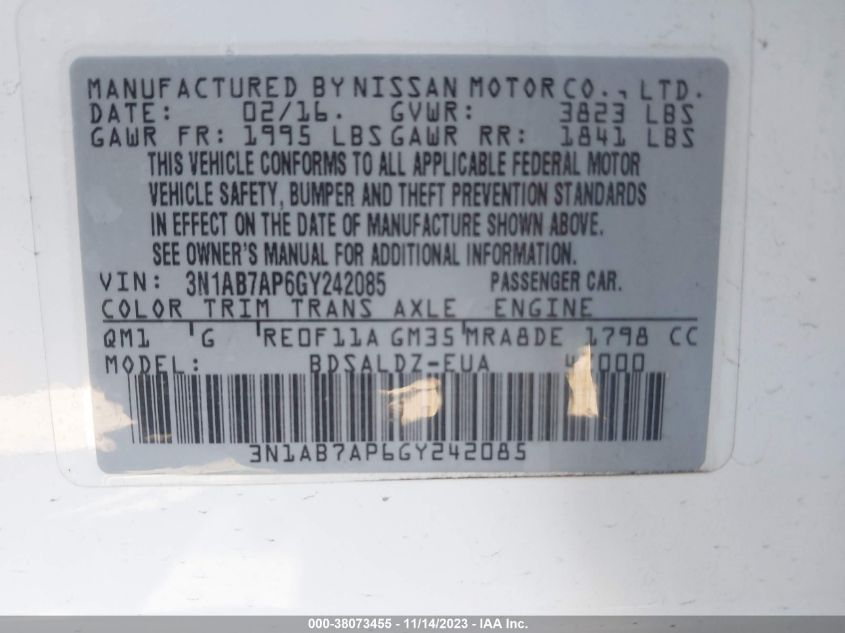 MANUFACTURED BY NISSAN MOTOR CO., LTD.
DATE: 02/16. GVWR: 3823 LBS
GAWR FR: 1995 LBS GAWR RR: 1841 LBS
THIS VEHICLE CONFORMS TO ALL APPLICABLE FEDERAL MOTOR
VEHICLE SAFETY, BUMPER AND THEFT PREVENTION STANDARDS
IN EFFECT ON THE DATE OF MANUFACTURE SHOWN ABOVE.
SEE OWNER'S MANUAL FOR ADDITIONAL INFORMATION.
VIN: 3N1AB7AP6GY242085 PASSENGER CAR.
COLOR TRIM TRANS AXLE ENGINE
QM1 G RE0F11A GM35 MRA8DE 1798 CC
MODEL: BDSALDZ-EUA
3N1AB7AP6GY242085
000-38073455 - 11/14/2023 - IAA Inc.